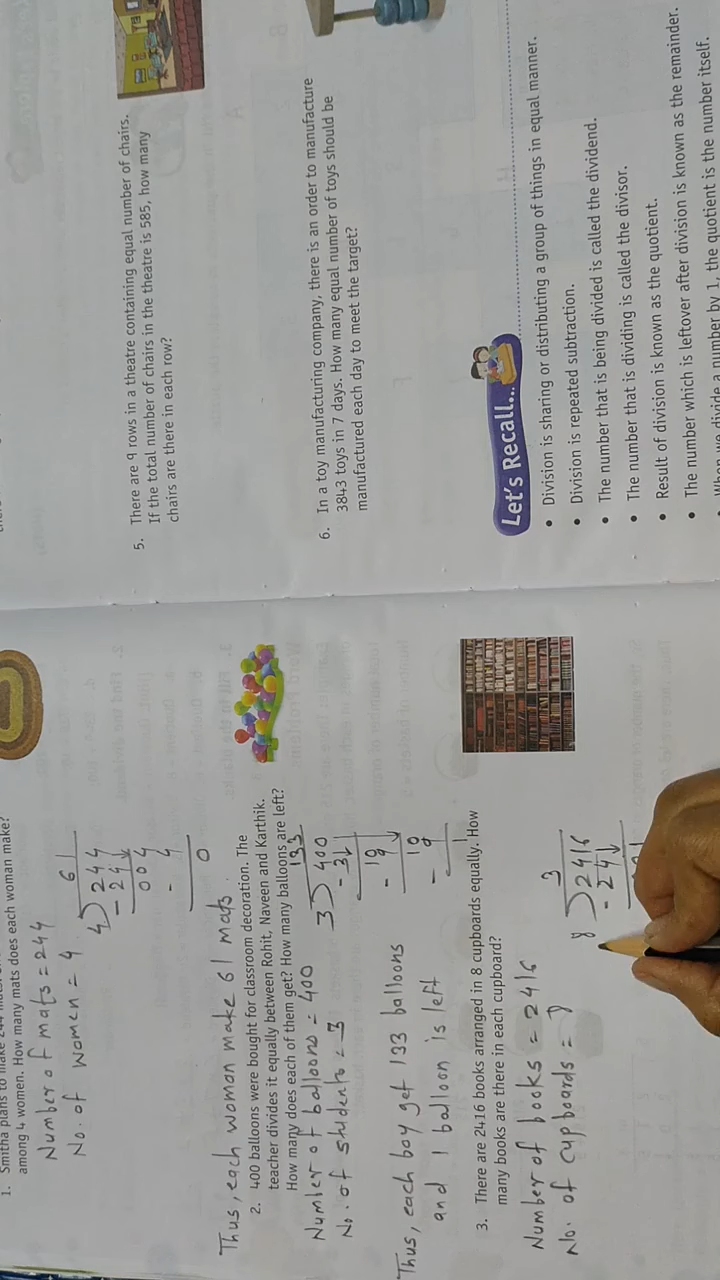 among 4 women. How many mats does each woman make?
Number of mats = 244
No. of women = 4
61
4)244
-24↓
004
- 4
0
Thus, each woman make 61 mats.
2. 400 balloons were bought for classroom decoration. The
teacher divides it equally between Rohit, Naveen and Karthik.
How many does each of them get? How many balloons are left?
Number of balloons = 400
No. of students = 3
133
3)400
-3↓
10
- 9↓
10
- 9
1
Thus, each boy get 133 balloons
and 1 balloon is left
3. There are 2416 books arranged in 8 cupboards equally. How
many books are there in each cupboard?
Number of books = 2416
No. of cupboards = 8
3
8)2416
-24↓
5. There are 9 rows in a theatre containing equal number of chairs.
If the total number of chairs in the theatre is 585, how many
chairs are there in each row?
6. In a toy manufacturing company, there is an order to manufacture
3843 toys in 7 days. How many equal number of toys should be
manufactured each day to meet the target?
Let's Recall...
• Division is sharing or distributing a group of things in equal manner.
• Division is repeated subtraction.
• The number that is being divided is called the dividend.
• The number that is dividing is called the divisor.
• Result of division is known as the quotient.
• The number which is leftover after division is known as the remainder.
• When we divide a number by 1, the quotient is the number itself.